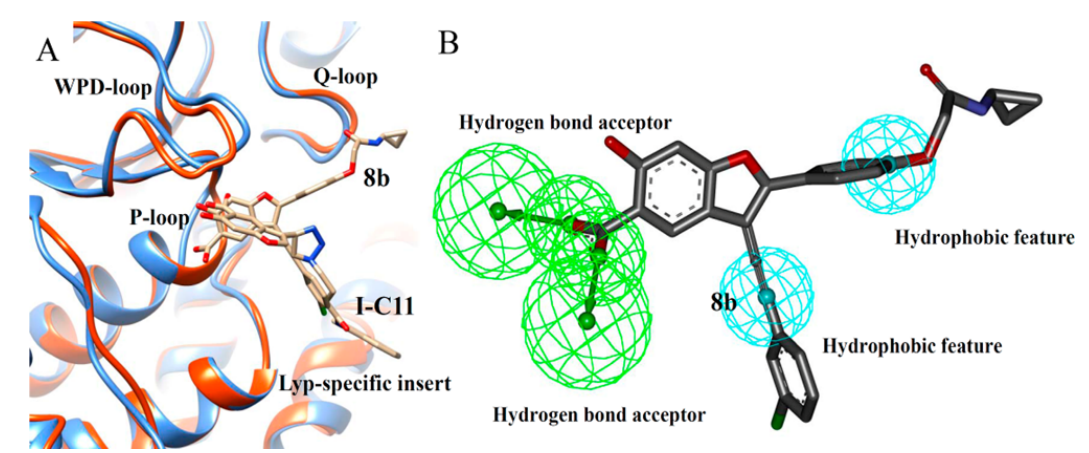 A
WPD-loop
Q-loop
8b
P-loop
I-C11
Lyp-specific insert
B
Hydrogen bond acceptor
Hydrophobic feature
8b
Hydrophobic feature
Hydrogen bond acceptor